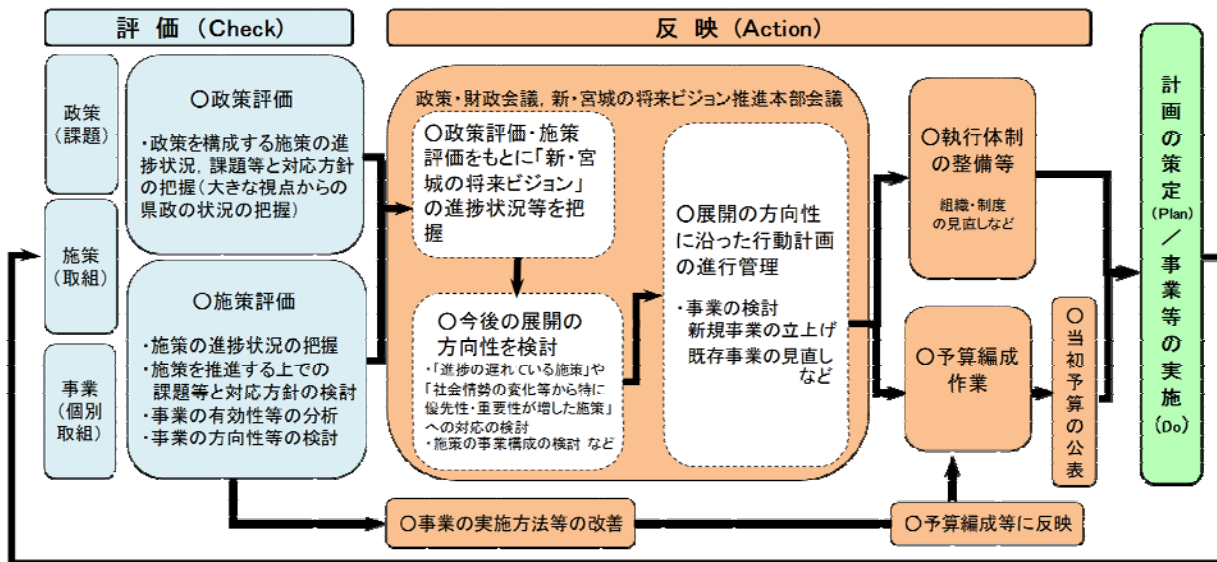 評 価 (Check)
反 映 (Action)
政策
(課題)
施策
(取組)
事業
(個別
取組)
○政策評価
・政策を構成する施策の進
捗状況, 課題等と対応方針
の把握(大きな視点からの
県政の状況の把握)
○施策評価
・施策の進捗状況の把握
・施策を推進する上での
課題等と対応方針の検討
・事業の有効性等の分析
・事業の方向性等の検討
政策・財政会議, 新・宮城の将来ビジョン推進本部会議
○政策評価・施策
評価をもとに「新・宮
城の将来ビジョン」
の進捗状況等を把
握
○今後の展開の
方向性を検討
・「進捗の遅れている施策」や
「社会情勢の変化等から特に
優先性・重要性が増した施策」
への対応の検討
・施策の事業構成の検討 など
○展開の方向性
に沿った行動計画
の進行管理
・事業の検討
新規事業の立上げ
既存事業の見直し
など
○執行体制
の整備等
組織・制度
の見直しなど
○予算編成
作業
○当初予算の公表
計画の策定(Plan)/事業等の実施(Do)
○事業の実施方法等の改善
○予算編成等に反映